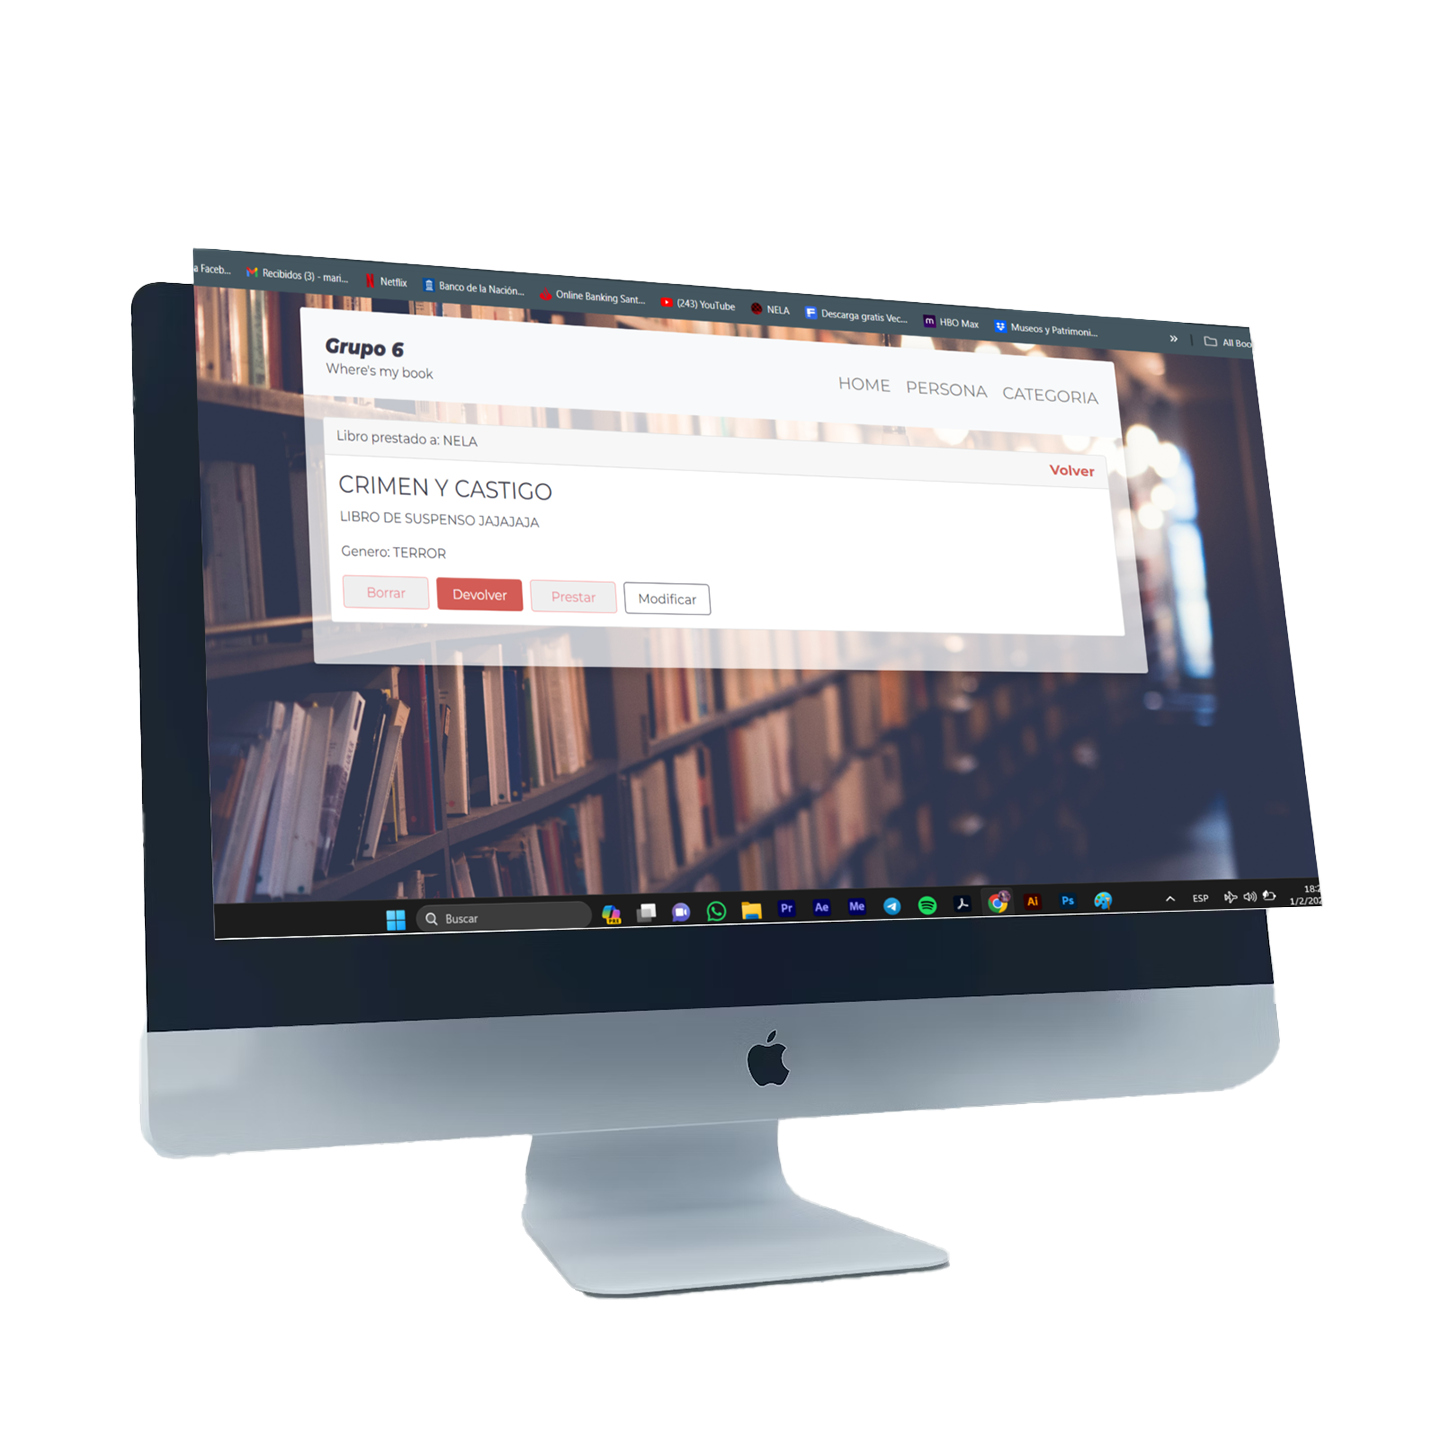 a Faceb... Recibidos (3) - mari... Netflix Banco de la Nación... Online Banking Sant... (243) YouTube NELA Descarga gratis Vec... HBO Max Museos y Patrimoni... » All Boo
Grupo 6
Where's my book
HOME PERSONA CATEGORIA
Libro prestado a: NELA
Volver
CRIMEN Y CASTIGO
LIBRO DE SUSPENSO JAJAJAJA
Genero: TERROR
Borrar Devolver Prestar Modificar
Buscar PRE Pr Ae Me Ai Ps ESP
18:2
1/2/202